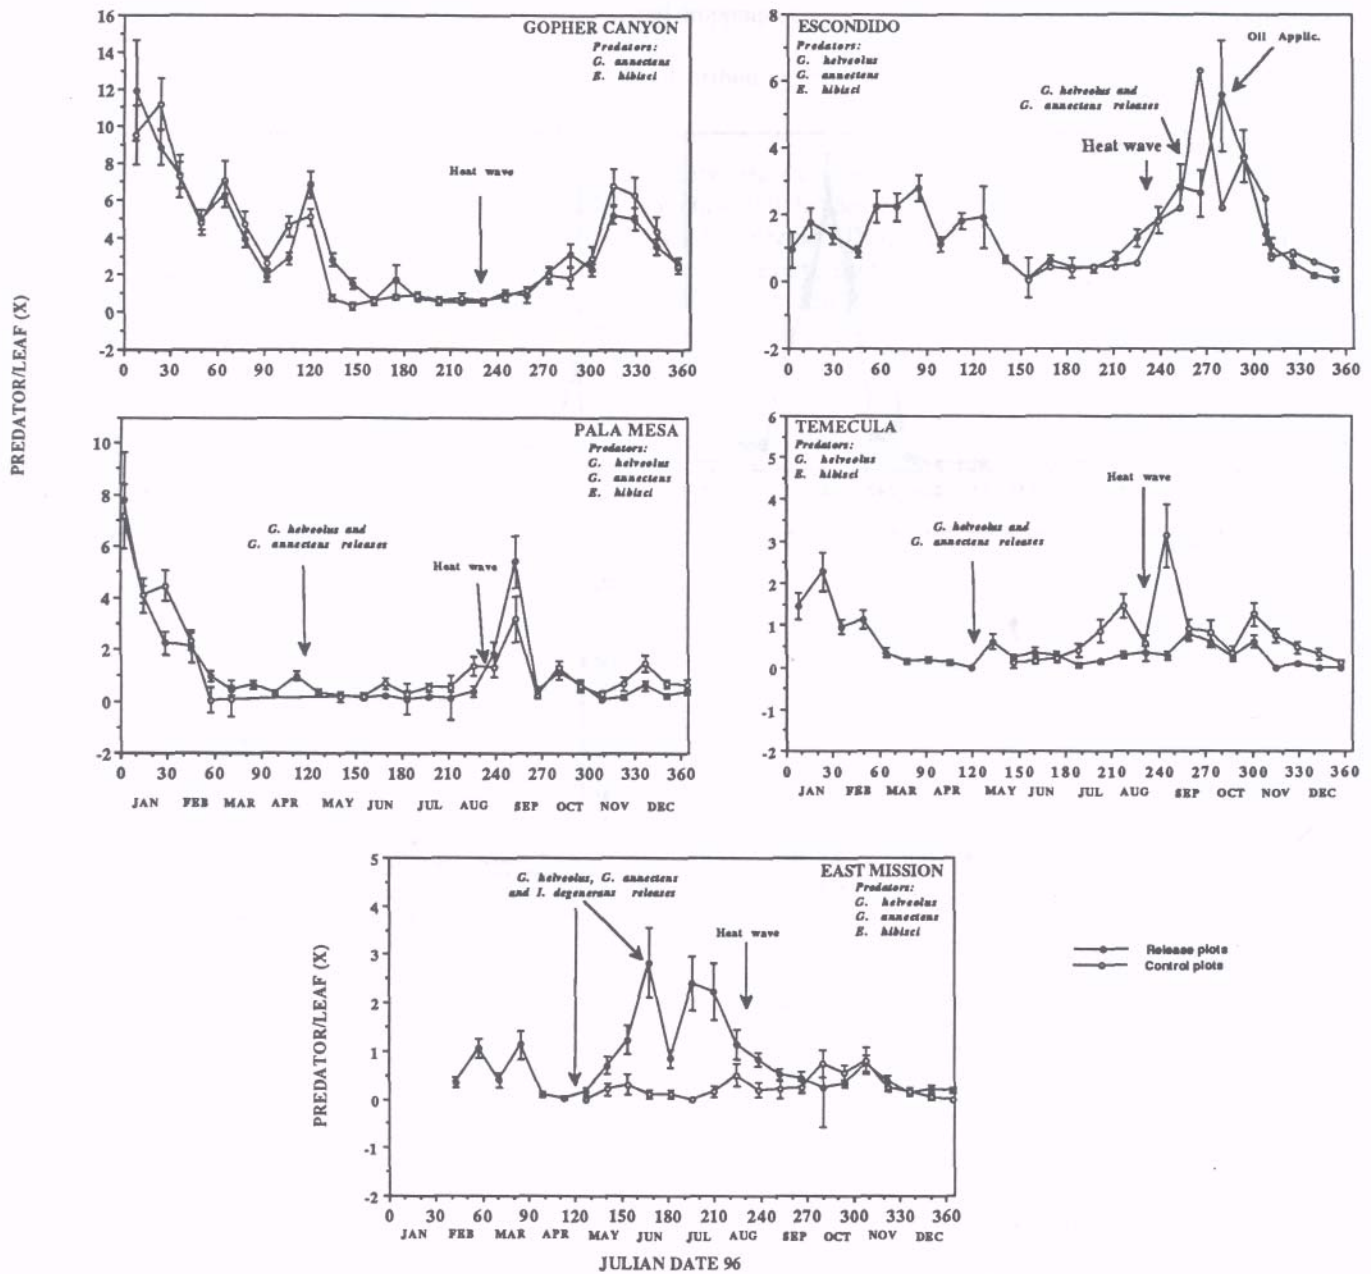 PREDATOR/LEAF (X)
GOPHER CANYON
Predators:
G. annectens
E. hibisci
Heat wave
16
14
12
10
8
6
4
2
0
-2
0 30 60 90 120 150 180 210 240 270 300 330 360
ESCONDIDO
Predators:
G. helveolus
G. annectens
E. hibisci
Oil Applic.
G. helveolus and
G. annectens releases
Heat wave
8
6
4
2
0
-2
0 30 60 90 120 150 180 210 240 270 300 330 360
PALA MESA
Predators:
G. helveolus
G. annectens
E. hibisci
G. helveolus and
G. annectens releases
Heat wave
10
8
6
4
2
0
-2
0 30 60 90 120 150 180 210 240 270 300 330 360
JAN FEB MAR APR MAY JUN JUL AUG SEP OCT NOV DEC
TEMECULA
Predators:
G. helveolus
E. hibisci
Heat wave
G. helveolus and
G. annectens releases
6
5
4
3
2
1
0
-1
-2
0 30 60 90 120 150 180 210 240 270 300 330 360
JAN FEB MAR APR MAY JUN JUL AUG SEP OCT NOV DEC
PREDATOR/LEAF (X)
EAST MISSION
Predators:
G. helveolus
G. annectens
E. hibisci
G. helveolus, G. annectens
and I. degenerans releases
Heat wave
5
4
3
2
1
0
-1
-2
0 30 60 90 120 150 180 210 240 270 300 330 360
JAN FEB MAR APR MAY JUN JUL AUG SEP OCT NOV DEC
JULIAN DATE 96
Release plots
Control plots